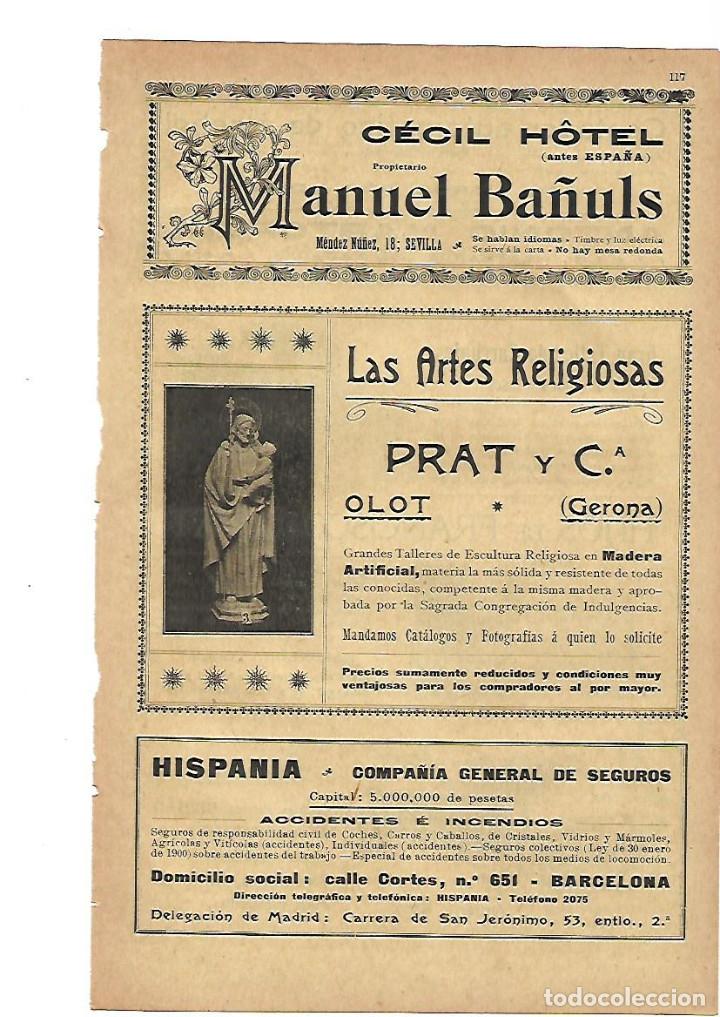 117
CÉCIL HÔTEL
(antes ESPAÑA)
Propietario
Manuel Bañuls
Méndez Núñez, 18; SEVILLA
Se hablan idiomas - Timbre y luz eléctrica
Se sirve á la carta - No hay mesa redonda
Las Artes Religiosas
PRAT Y C.A
OLOT * (Gerona)
Grandes Talleres de Escultura Religiosa en Madera
Artificial, materia la más sólida y resistente de todas
las conocidas, competente á la misma madera y apro-
bada por la Sagrada Congregación de Indulgencias.
Mandamos Catálogos y Fotografías á quien lo solicite
Precios sumamente reducidos y condiciones muy
ventajosas para los compradores al por mayor.
HISPANIA - COMPAÑÍA GENERAL DE SEGUROS
Capital: 5.000,000 de pesetas
ACCIDENTES É INCENDIOS
Seguros de responsabilidad civil de Coches, Carros y Caballos, de Cristales, Vidrios y Mármoles,
Agrícolas y Vitícolas (accidentes), Individuales (accidentes).—Seguros colectivos (Ley de 30 enero
de 1900) sobre accidentes del trabajo —Especial de accidentes sobre todos los medios de locomoción.
Domicilio social: calle Cortes, n.º 651 - BARCELONA
Dirección telegráfica y telefónica: HISPANIA - Teléfono 2075
Delegación de Madrid: Carrera de San Jerónimo, 53, entlo., 2.ª
todocoleccion.net